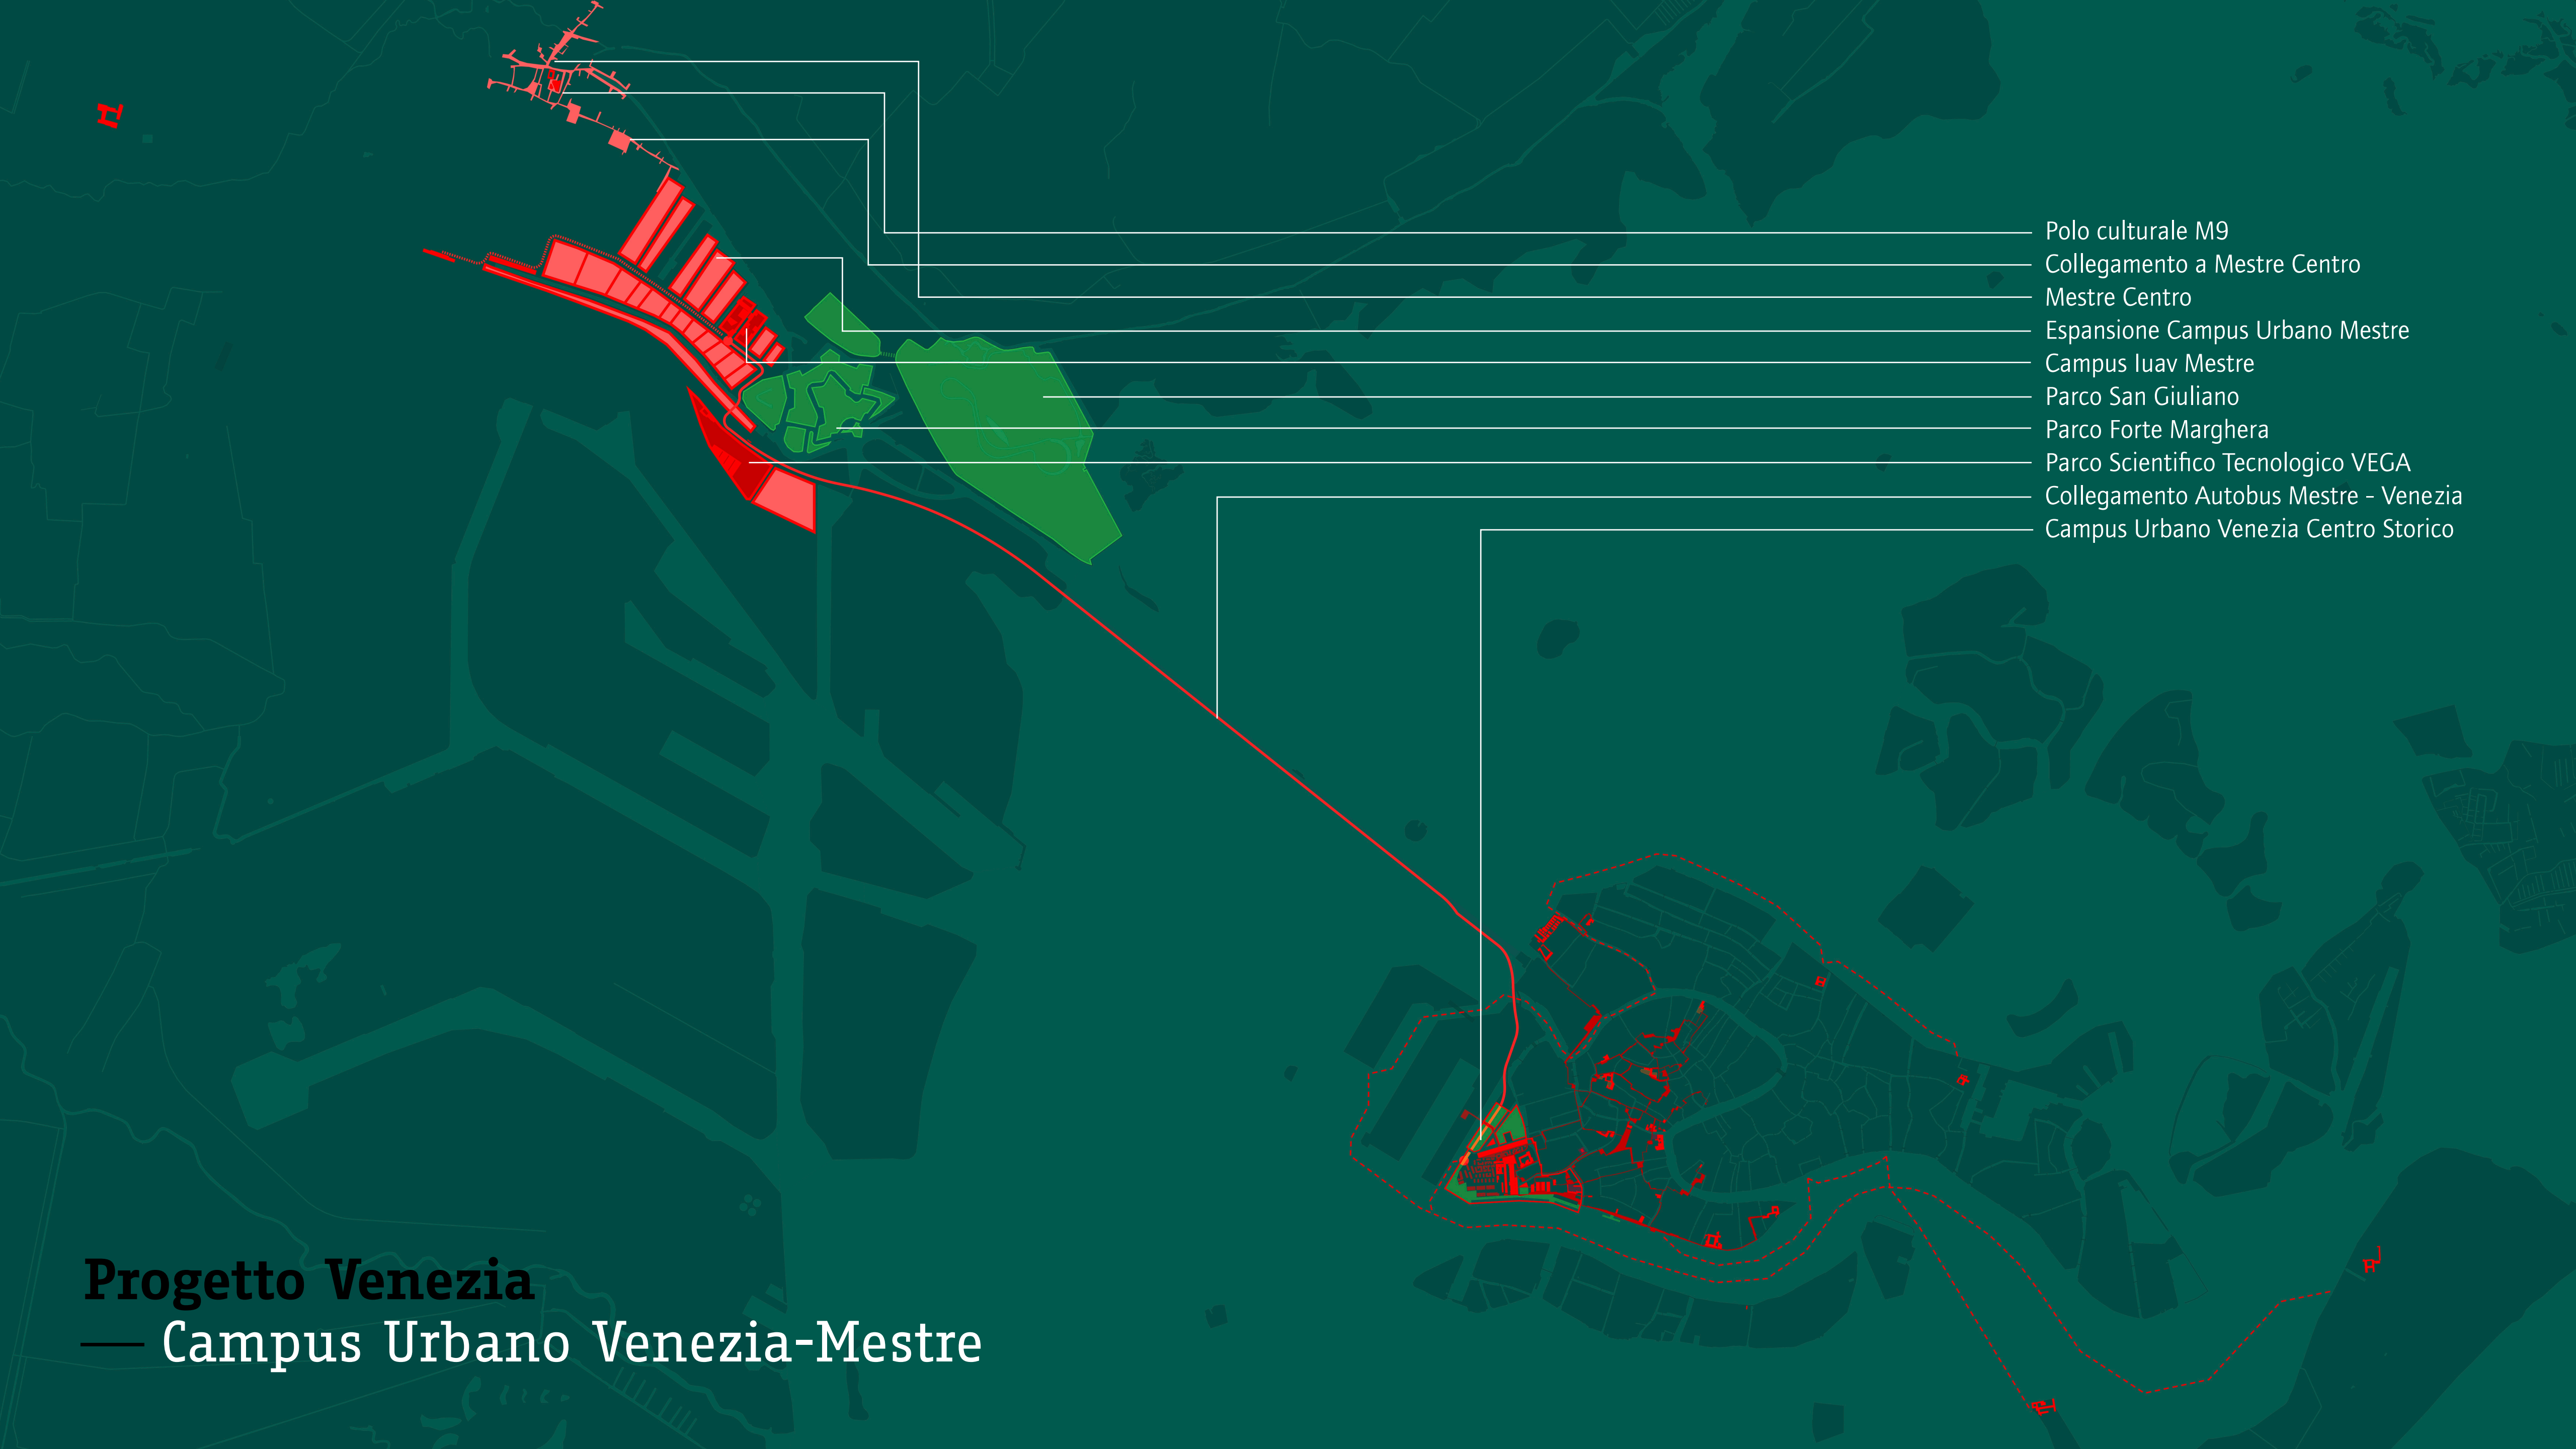 Polo culturale M9
Collegamento a Mestre Centro
Mestre Centro
Espansione Campus Urbano Mestre
Campus Iuav Mestre
Parco San Giuliano
Parco Forte Marghera
Parco Scientifico Tecnologico VEGA
Collegamento Autobus Mestre - Venezia
Campus Urbano Venezia Centro Storico
Progetto Venezia
Campus Urbano Venezia-Mestre